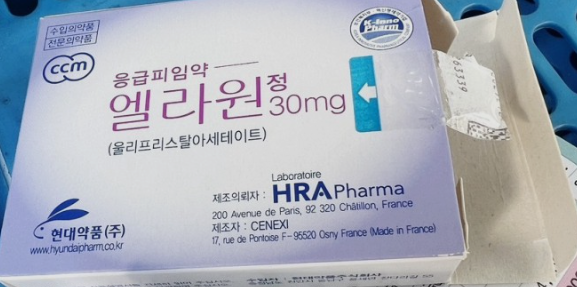 수입의약품
전문의약품
ccm
K-Inno
Pharm
응급피임약
엘라원정
30mg
(울리프리스탈아세테이트)
Laboratoire
제조의뢰자 : HRA Pharma
200 Avenue de Paris, 92 320 Châtillon, France
제조자 : CENEXI
17, rue de Pontoise F-95520 Osny France (Made in France)
현대약품(주)
www.hyundaipharm.co.kr